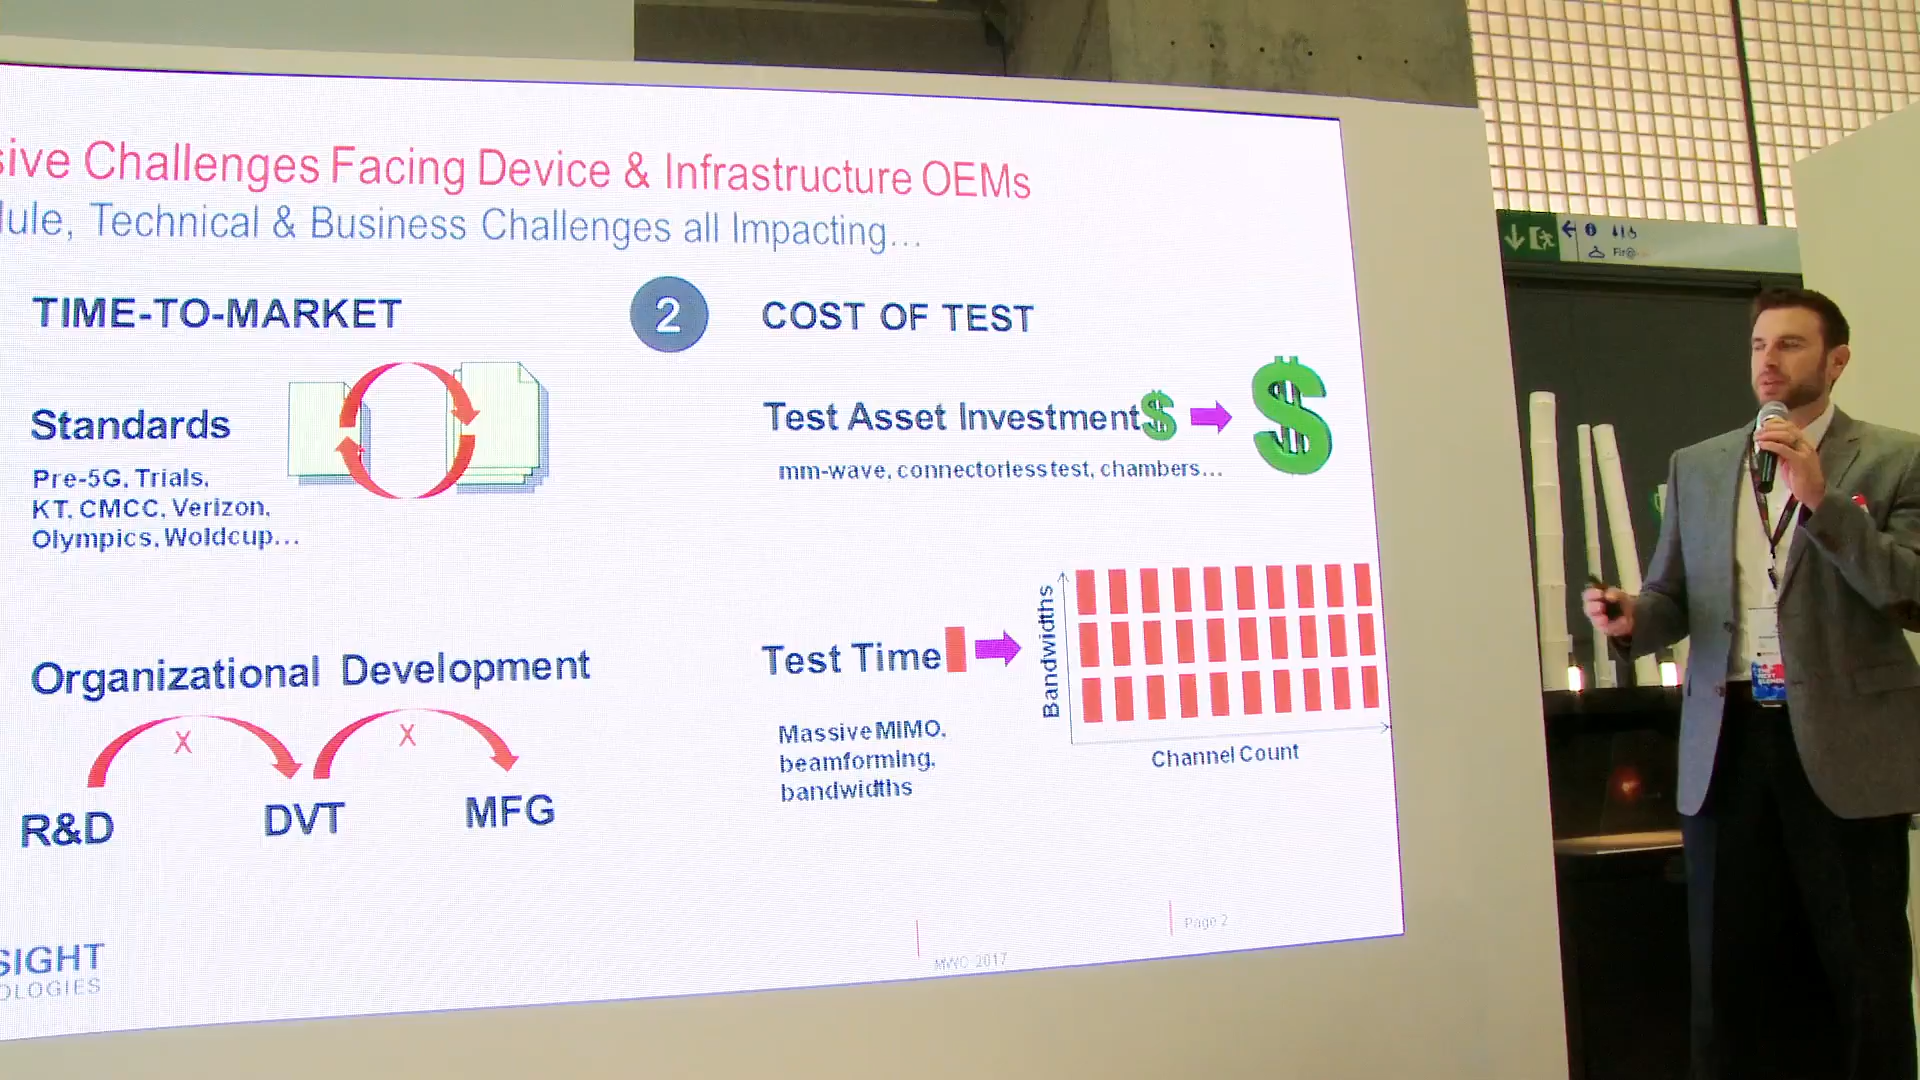 sive Challenges Facing Device & Infrastructure OEMs
lule, Technical & Business Challenges all Impacting...
TIME-TO-MARKET
Standards
Pre-5G, Trials,
KT, CMCC, Verizon,
Olympics, Woldcup...
Organizational Development
X
X
R&D
DVT
MFG
2
COST OF TEST
Test Asset Investment $
$
mm-wave, connectorless test, chambers...
Test Time
Massive MIMO,
beamforming,
bandwidths
Bandwidths
Channel Count
SIGHT
OLOGIES
MWC 2017
Page 2